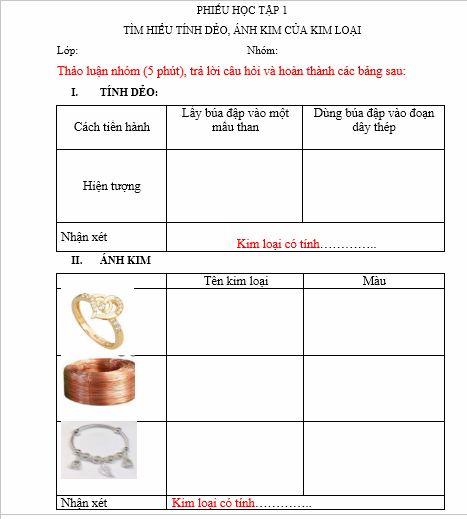 PHIẾU HỌC TẬP 1
TÌM HIỂU TÍNH DẺO, ÁNH KIM CỦA KIM LOẠI
Lớp: Nhóm:
Thảo luận nhóm (5 phút), trả lời câu hỏi và hoàn thành các bảng sau:
I. TÍNH DẺO:
Cách tiến hành
Lấy búa đập vào một
mẩu than
Dùng búa đập vào đoạn
dây thép
Hiện tượng
Nhận xét
Kim loại có tính…………..
II. ÁNH KIM
Tên kim loại Màu
Nhận xét Kim loại có tính…………..